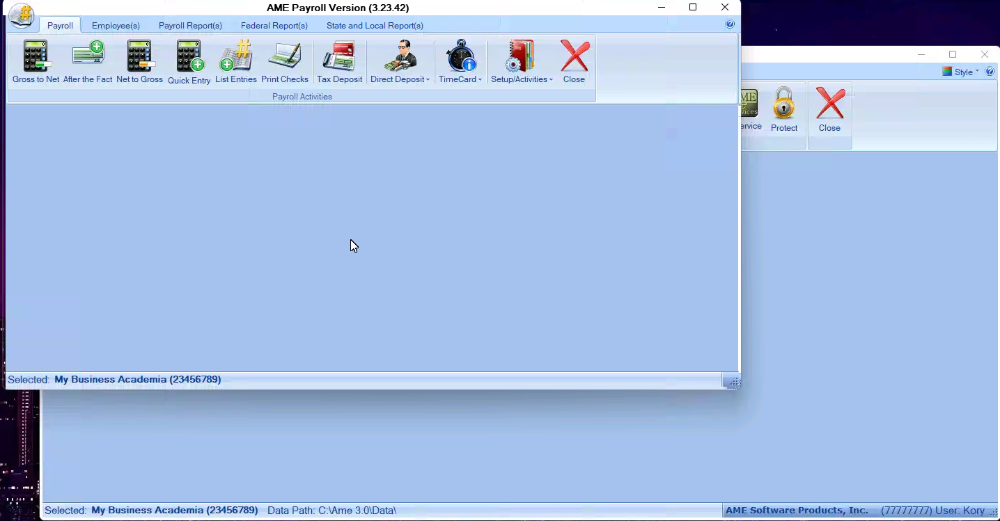 AME Payroll Version (3.23.42)
Payroll Employee(s) Payroll Report(s) Federal Report(s) State and Local Report(s)
Gross to Net After the Fact Net to Gross Quick Entry List Entries Print Checks Tax Deposit Direct Deposit TimeCard Setup/Activities Close
Payroll Activities
Style
Protect Close
Selected: My Business Academia (23456789)
Selected: My Business Academia (23456789) Data Path: C:\Ame 3.0\Data\ AME Software Products, Inc. (77777777) User: Kory